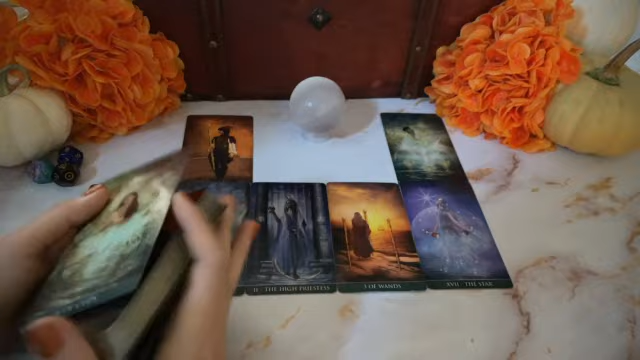 II THE HIGH PRIESTESS
3 OF WANDS
XVII THE STAR